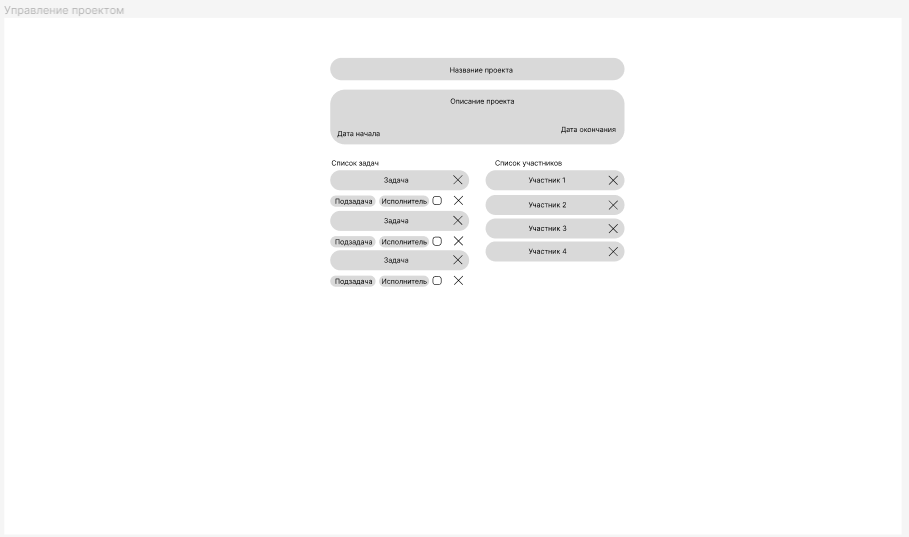 Управление проектом
Название проекта
Описание проекта
Дата начала
Дата окончания
Список задач
Задача
Подзадача Исполнитель
Задача
Подзадача Исполнитель
Задача
Подзадача Исполнитель
Список участников
Участник 1
Участник 2
Участник 3
Участник 4